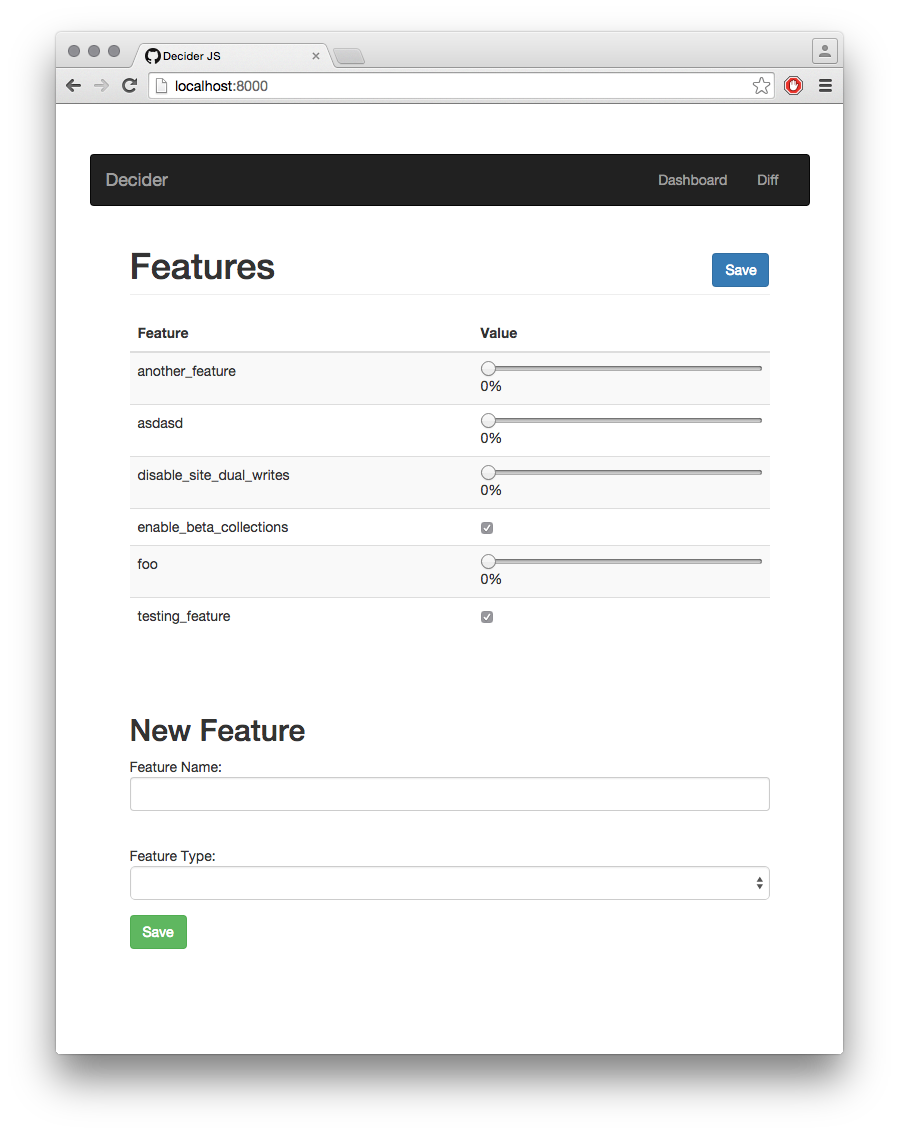 Decider JS
localhost:8000
Decider Dashboard Diff
Features Save
Feature Value
another_feature
0%
asdasd
0%
disable_site_dual_writes
0%
enable_beta_collections
foo
0%
testing_feature
New Feature
Feature Name:
Feature Type:
Save